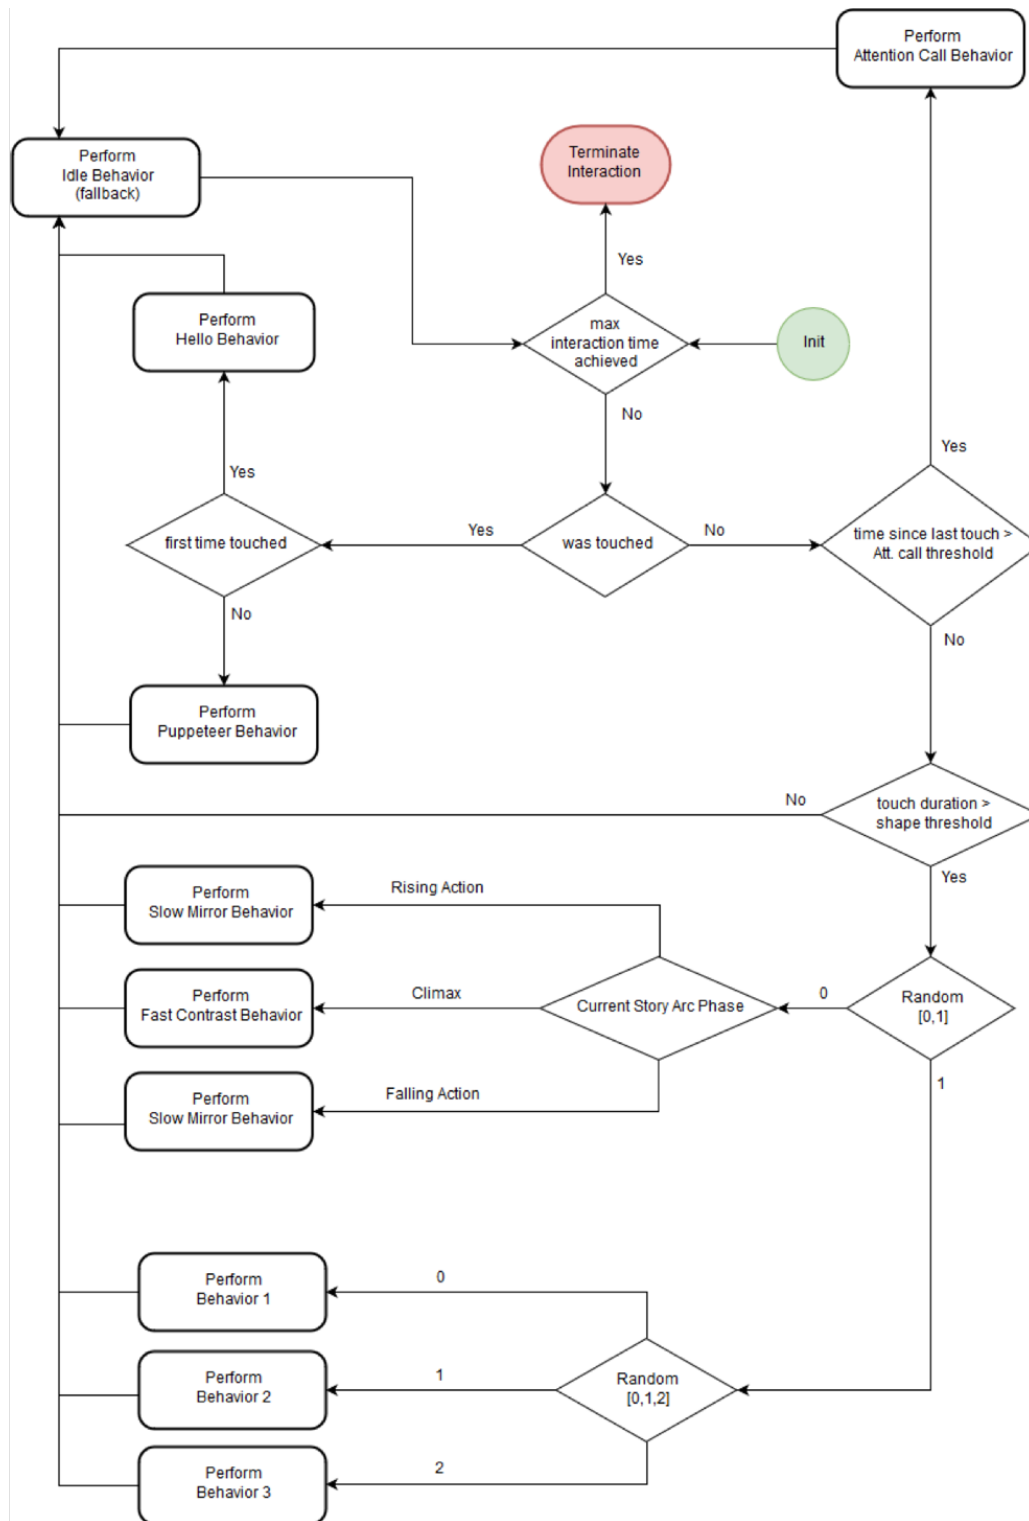 Perform
Attention Call Behavior
Perform
Idle Behavior
(fallback)
Terminate
Interaction
Yes
Perform
Hello Behavior
max
interaction time
achieved
Init
No
Yes
Yes
first time touched
Yes
was touched
No
time since last touch >
Att. call threshold
No
No
Perform
Puppeteer Behavior
No
touch duration >
shape threshold
Yes
Perform
Slow Mirror Behavior
Rising Action
Perform
Fast Contrast Behavior
Climax
Current Story Arc Phase
0
Random
[0,1]
1
Perform
Slow Mirror Behavior
Falling Action
Perform
Behavior 1
0
Perform
Behavior 2
1
Random
[0,1,2]
Perform
Behavior 3
2